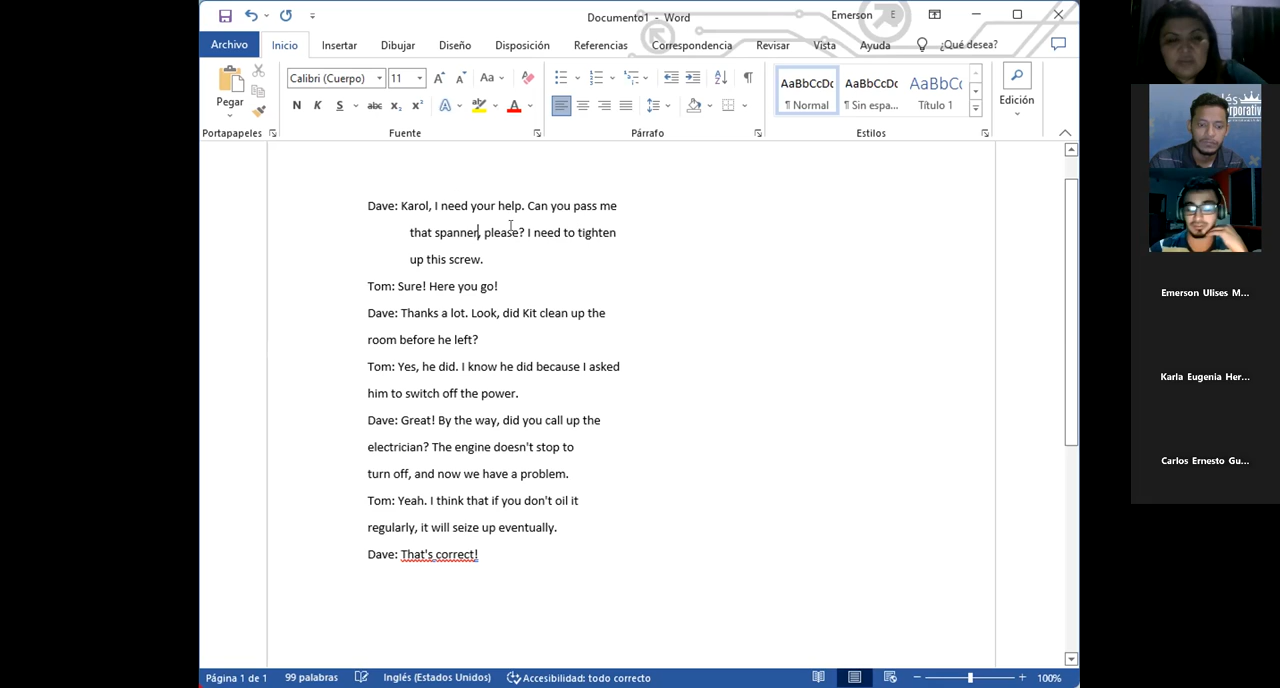 Documento1 - Word
Emerson
E
Archivo
Inicio
Insertar
Dibujar
Diseño
Disposición
Referencias
Correspondencia
Revisar
Vista
Ayuda
¿Qué desea?
Pegar
Calibri (Cuerpo)
11
Aa
N K S abc x₂ x²
AaBbCcDc
AaBbCcDc
AaBbC(
¶ Normal
¶ Sin espa...
Título 1
Edición
Portapapeles
Fuente
Párrafo
Estilos
Dave: Karol, I need your help. Can you pass me
that spanner, please? I need to tighten
up this screw.
Tom: Sure! Here you go!
Dave: Thanks a lot. Look, did Kit clean up the
room before he left?
Tom: Yes, he did. I know he did because I asked
him to switch off the power.
Dave: Great! By the way, did you call up the
electrician? The engine doesn't stop to
turn off, and now we have a problem.
Tom: Yeah. I think that if you don't oil it
regularly, it will seize up eventually.
Dave: That's correct!
Página 1 de 1
99 palabras
Inglés (Estados Unidos)
Accesibilidad: todo correcto
100%
Emerson Ulises M...
Karla Eugenia Her...
Carlos Ernesto Gu...